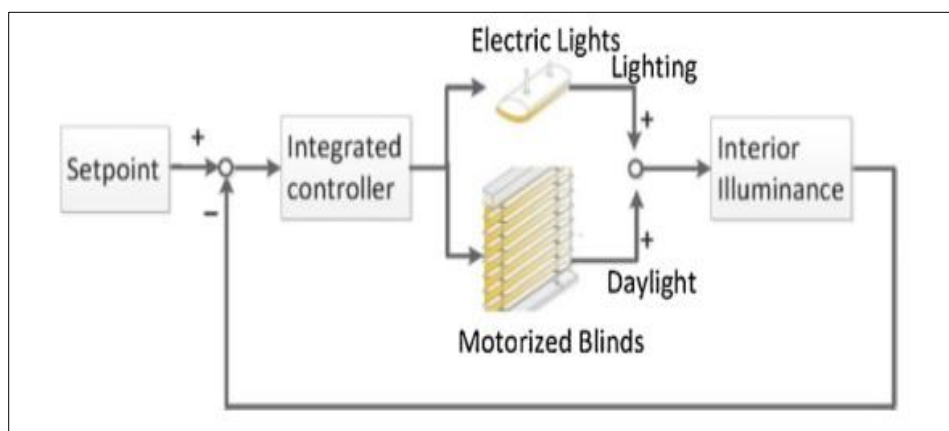 Electric Lights
Lighting
+
Setpoint
Integrated
controller
+
Interior
Illuminance
−
+
Daylight
Motorized Blinds